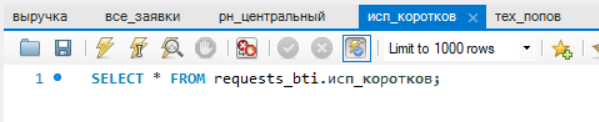 выручка все_заявки рн_центральный исп_коротков тех_попов
Limit to 1000 rows
1 SELECT * FROM requests_bti.исп_коротков;